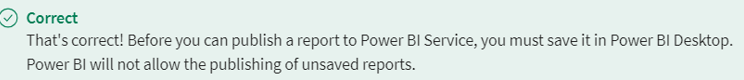 Correct
That's correct! Before you can publish a report to Power BI Service, you must save it in Power BI Desktop.
Power BI will not allow the publishing of unsaved reports.